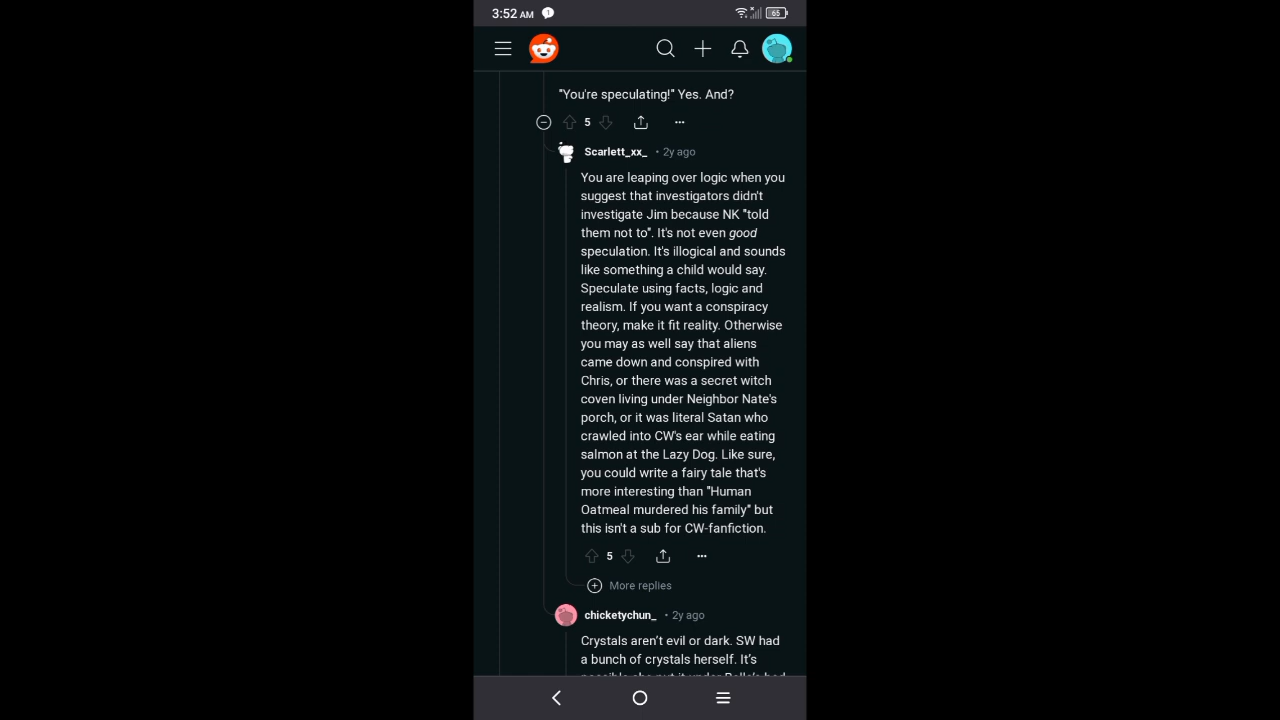 3:52 AM 1 65
"You're speculating!" Yes. And?
5
Scarlett_xx_ • 2y ago
You are leaping over logic when you
suggest that investigators didn't
investigate Jim because NK "told
them not to". It's not even good
speculation. It's illogical and sounds
like something a child would say.
Speculate using facts, logic and
realism. If you want a conspiracy
theory, make it fit reality. Otherwise
you may as well say that aliens
came down and conspired with
Chris, or there was a secret witch
coven living under Neighbor Nate's
porch, or it was literal Satan who
crawled into CW's ear while eating
salmon at the Lazy Dog. Like sure,
you could write a fairy tale that's
more interesting than "Human
Oatmeal murdered his family" but
this isn't a sub for CW-fanfiction.
5
More replies
chicketychun_ • 2y ago
Crystals aren’t evil or dark. SW had
a bunch of crystals herself. It’s